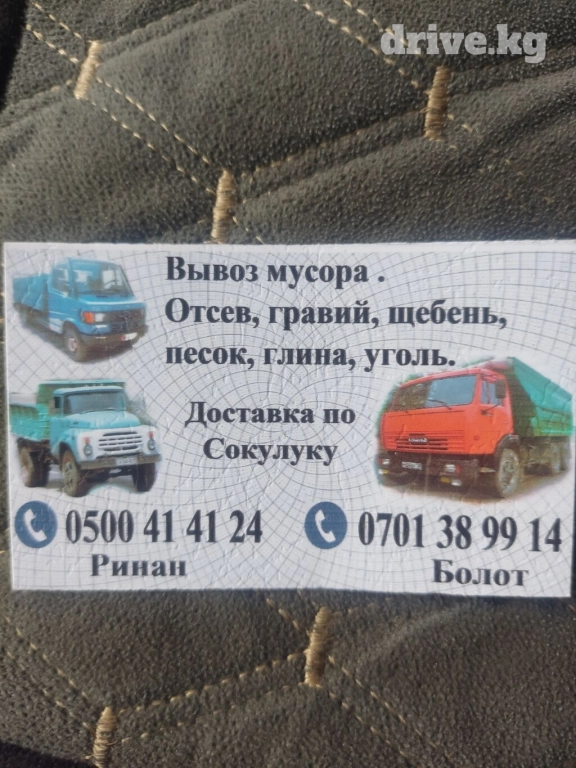 drive.kg
Вывоз мусора .
Отсев, гравий, щебень,
песок, глина, уголь.
Доставка по
Сокулуку
0500 41 41 24
Ринан
0701 38 99 14
Болот